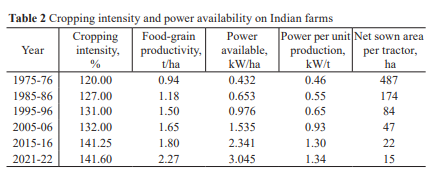 Table 2 Cropping intensity and power availability on Indian farms
Year Cropping intensity, % Food-grain productivity, t/ha Power available, kW/ha Power per unit production, kW/t Net sown area per tractor, ha
1975-76 120.00 0.94 0.432 0.46 487
1985-86 127.00 1.18 0.653 0.55 174
1995-96 131.00 1.50 0.976 0.65 84
2005-06 132.00 1.65 1.535 0.93 47
2015-16 141.25 1.80 2.341 1.30 22
2021-22 141.60 2.27 3.045 1.34 15